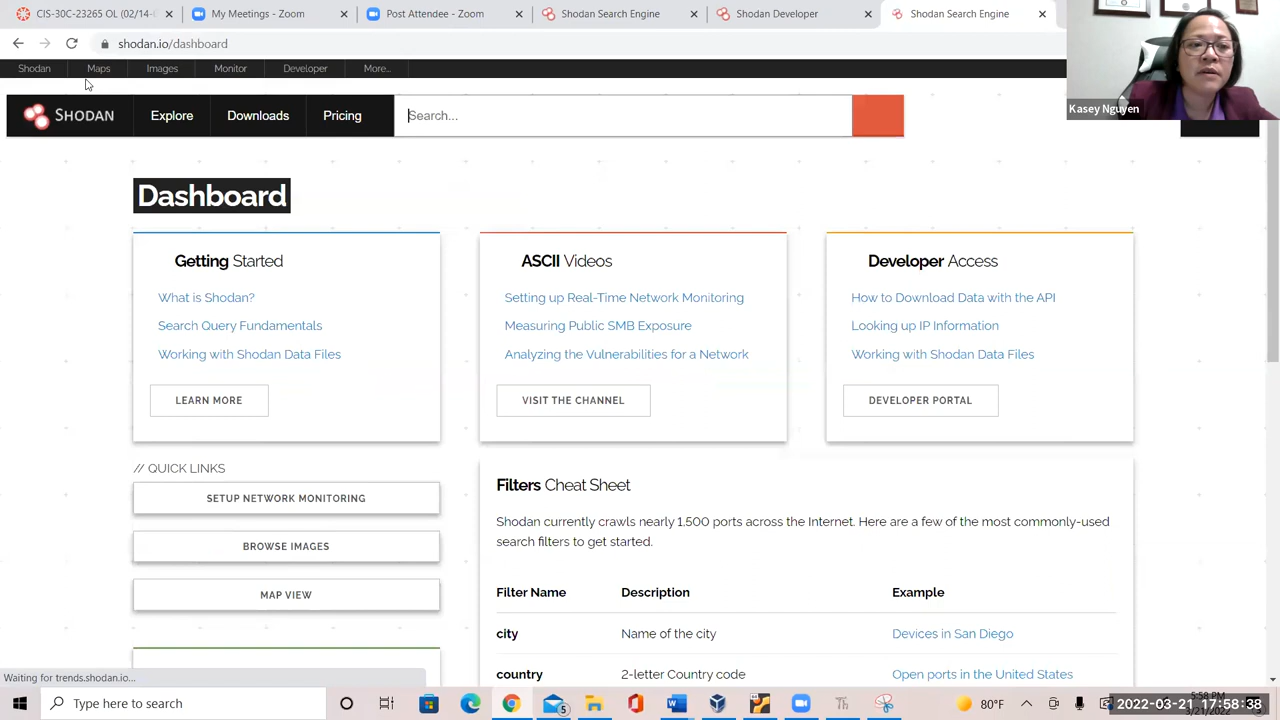 CIS-30C-23265 OL (02/14-0
My Meetings - Zoom
Post Attendee - Zoom
Shodan Search Engine
Shodan Developer
Shodan Search Engine
shodan.io/dashboard
Shodan
Maps
Images
Monitor
Developer
More...
SHODAN
Explore
Downloads
Pricing
Search...
Kasey Nguyen
Dashboard
Getting Started
What is Shodan?
Search Query Fundamentals
Working with Shodan Data Files
LEARN MORE
ASCII Videos
Setting up Real-Time Network Monitoring
Measuring Public SMB Exposure
Analyzing the Vulnerabilities for a Network
VISIT THE CHANNEL
Developer Access
How to Download Data with the API
Looking up IP Information
Working with Shodan Data Files
DEVELOPER PORTAL
// QUICK LINKS
SETUP NETWORK MONITORING
BROWSE IMAGES
MAP VIEW
Filters Cheat Sheet
Shodan currently crawls nearly 1,500 ports across the Internet. Here are a few of the most commonly-used
search filters to get started.
Filter Name Description Example
city Name of the city Devices in San Diego
country 2-letter Country code Open ports in the United States
Waiting for trends.shodan.io...
Type here to search
5
80°F
5:58 PM
2022-03-21 17:58:38
3/21/2022